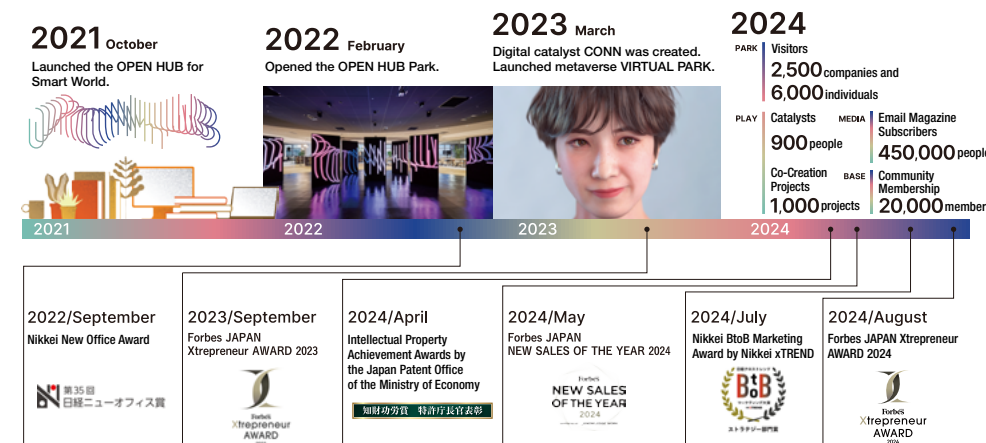 2021 October
Launched the OPEN HUB for
Smart World.
2022 February
Opened the OPEN HUB Park.
2023 March
Digital catalyst CONN was created.
Launched metaverse VIRTUAL PARK.
2024
PARK Visitors
2,500 companies and
6,000 individuals
PLAY Catalysts
900 people
Co-Creation
Projects
1,000 projects
MEDIA Email Magazine
Subscribers
450,000 people
BASE Community
Membership
20,000 member
2021 2022 2023 2024
2022/September
Nikkei New Office Award
第35回
日経ニューオフィス賞
2023/September
Forbes JAPAN
Xtrepreneur AWARD 2023
Forbes
Xtrepreneur
AWARD
2024/April
Intellectual Property
Achievement Awards by
the Japan Patent Office
of the Ministry of Economy
知財功労賞 特許庁長官表彰
2024/May
Forbes JAPAN
NEW SALES OF THE YEAR 2024
Forbes
NEW SALES
OF THE YEAR
2024
2024/July
Nikkei BtoB Marketing
Award by Nikkei xTREND
BtoB
ストラテジー部門賞
2024/August
Forbes JAPAN Xtrepreneur
AWARD 2024
Forbes
Xtrepreneur
AWARD
2024